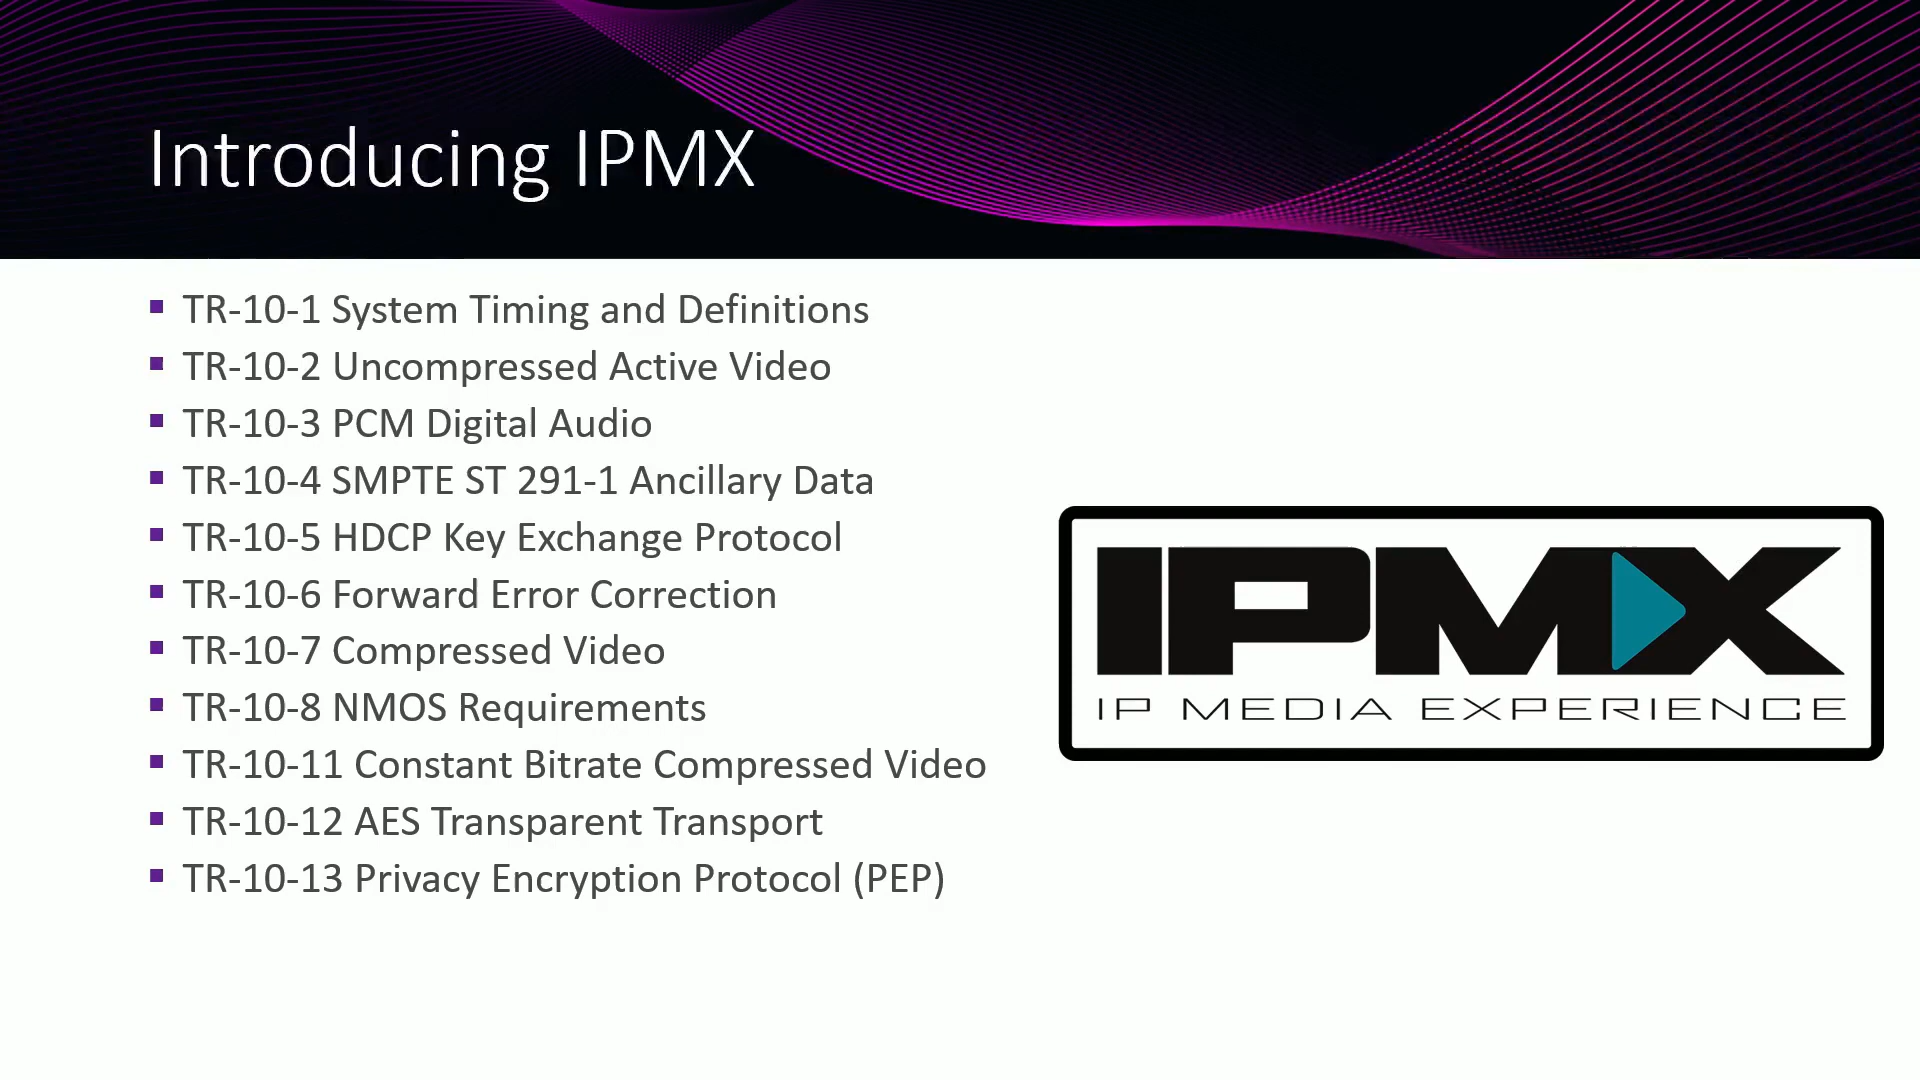 Introducing IPMX
TR-10-1 System Timing and Definitions
TR-10-2 Uncompressed Active Video
TR-10-3 PCM Digital Audio
TR-10-4 SMPTE ST 291-1 Ancillary Data
TR-10-5 HDCP Key Exchange Protocol
TR-10-6 Forward Error Correction
TR-10-7 Compressed Video
TR-10-8 NMOS Requirements
TR-10-11 Constant Bitrate Compressed Video
TR-10-12 AES Transparent Transport
TR-10-13 Privacy Encryption Protocol (PEP)
IPMX
IP MEDIA EXPERIENCE